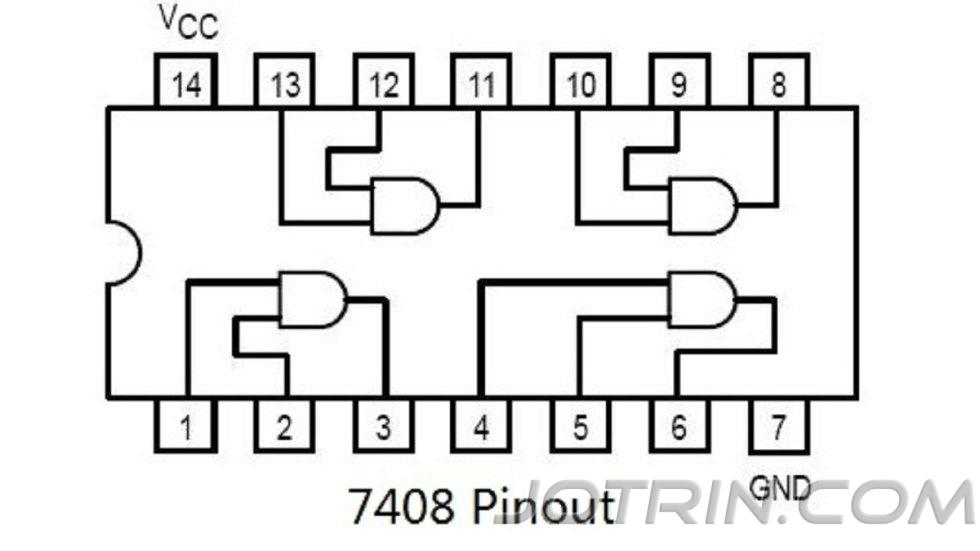 VCC
14 13 12 11 10 9 8
1 2 3 4 5 6 7
GND
7408 Pinout
JOTRIN.COM